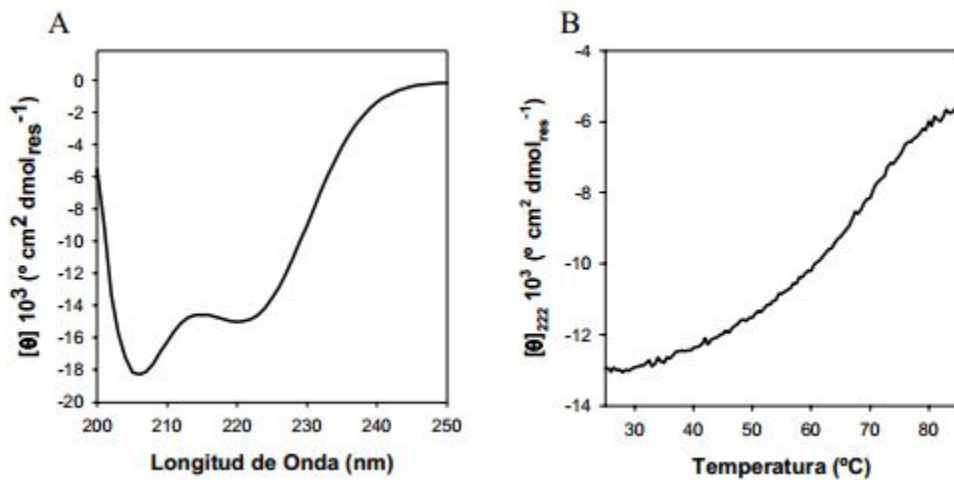 A
[θ] 10³ (º cm² dmolres⁻¹)
0
-2
-4
-6
-8
-10
-12
-14
-16
-18
-20
200 210 220 230 240 250
Longitud de Onda (nm)
B
[θ]222 10³ (º cm² dmolres⁻¹)
-4
-6
-8
-10
-12
-14
30 40 50 60 70 80
Temperatura (ºC)